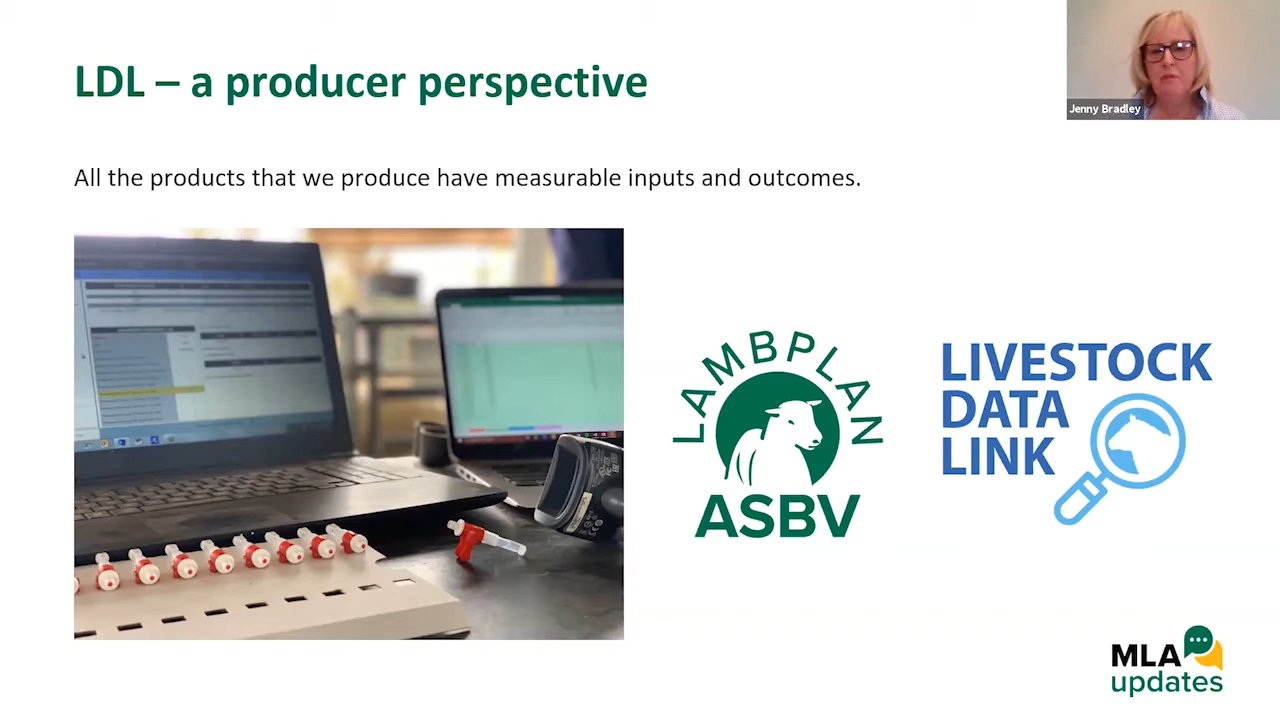 LDL – a producer perspective
Jenny Bradley
All the products that we produce have measurable inputs and outcomes.
LAMBPLAN
ASBV
LIVESTOCK
DATA
LINK
MLA
updates